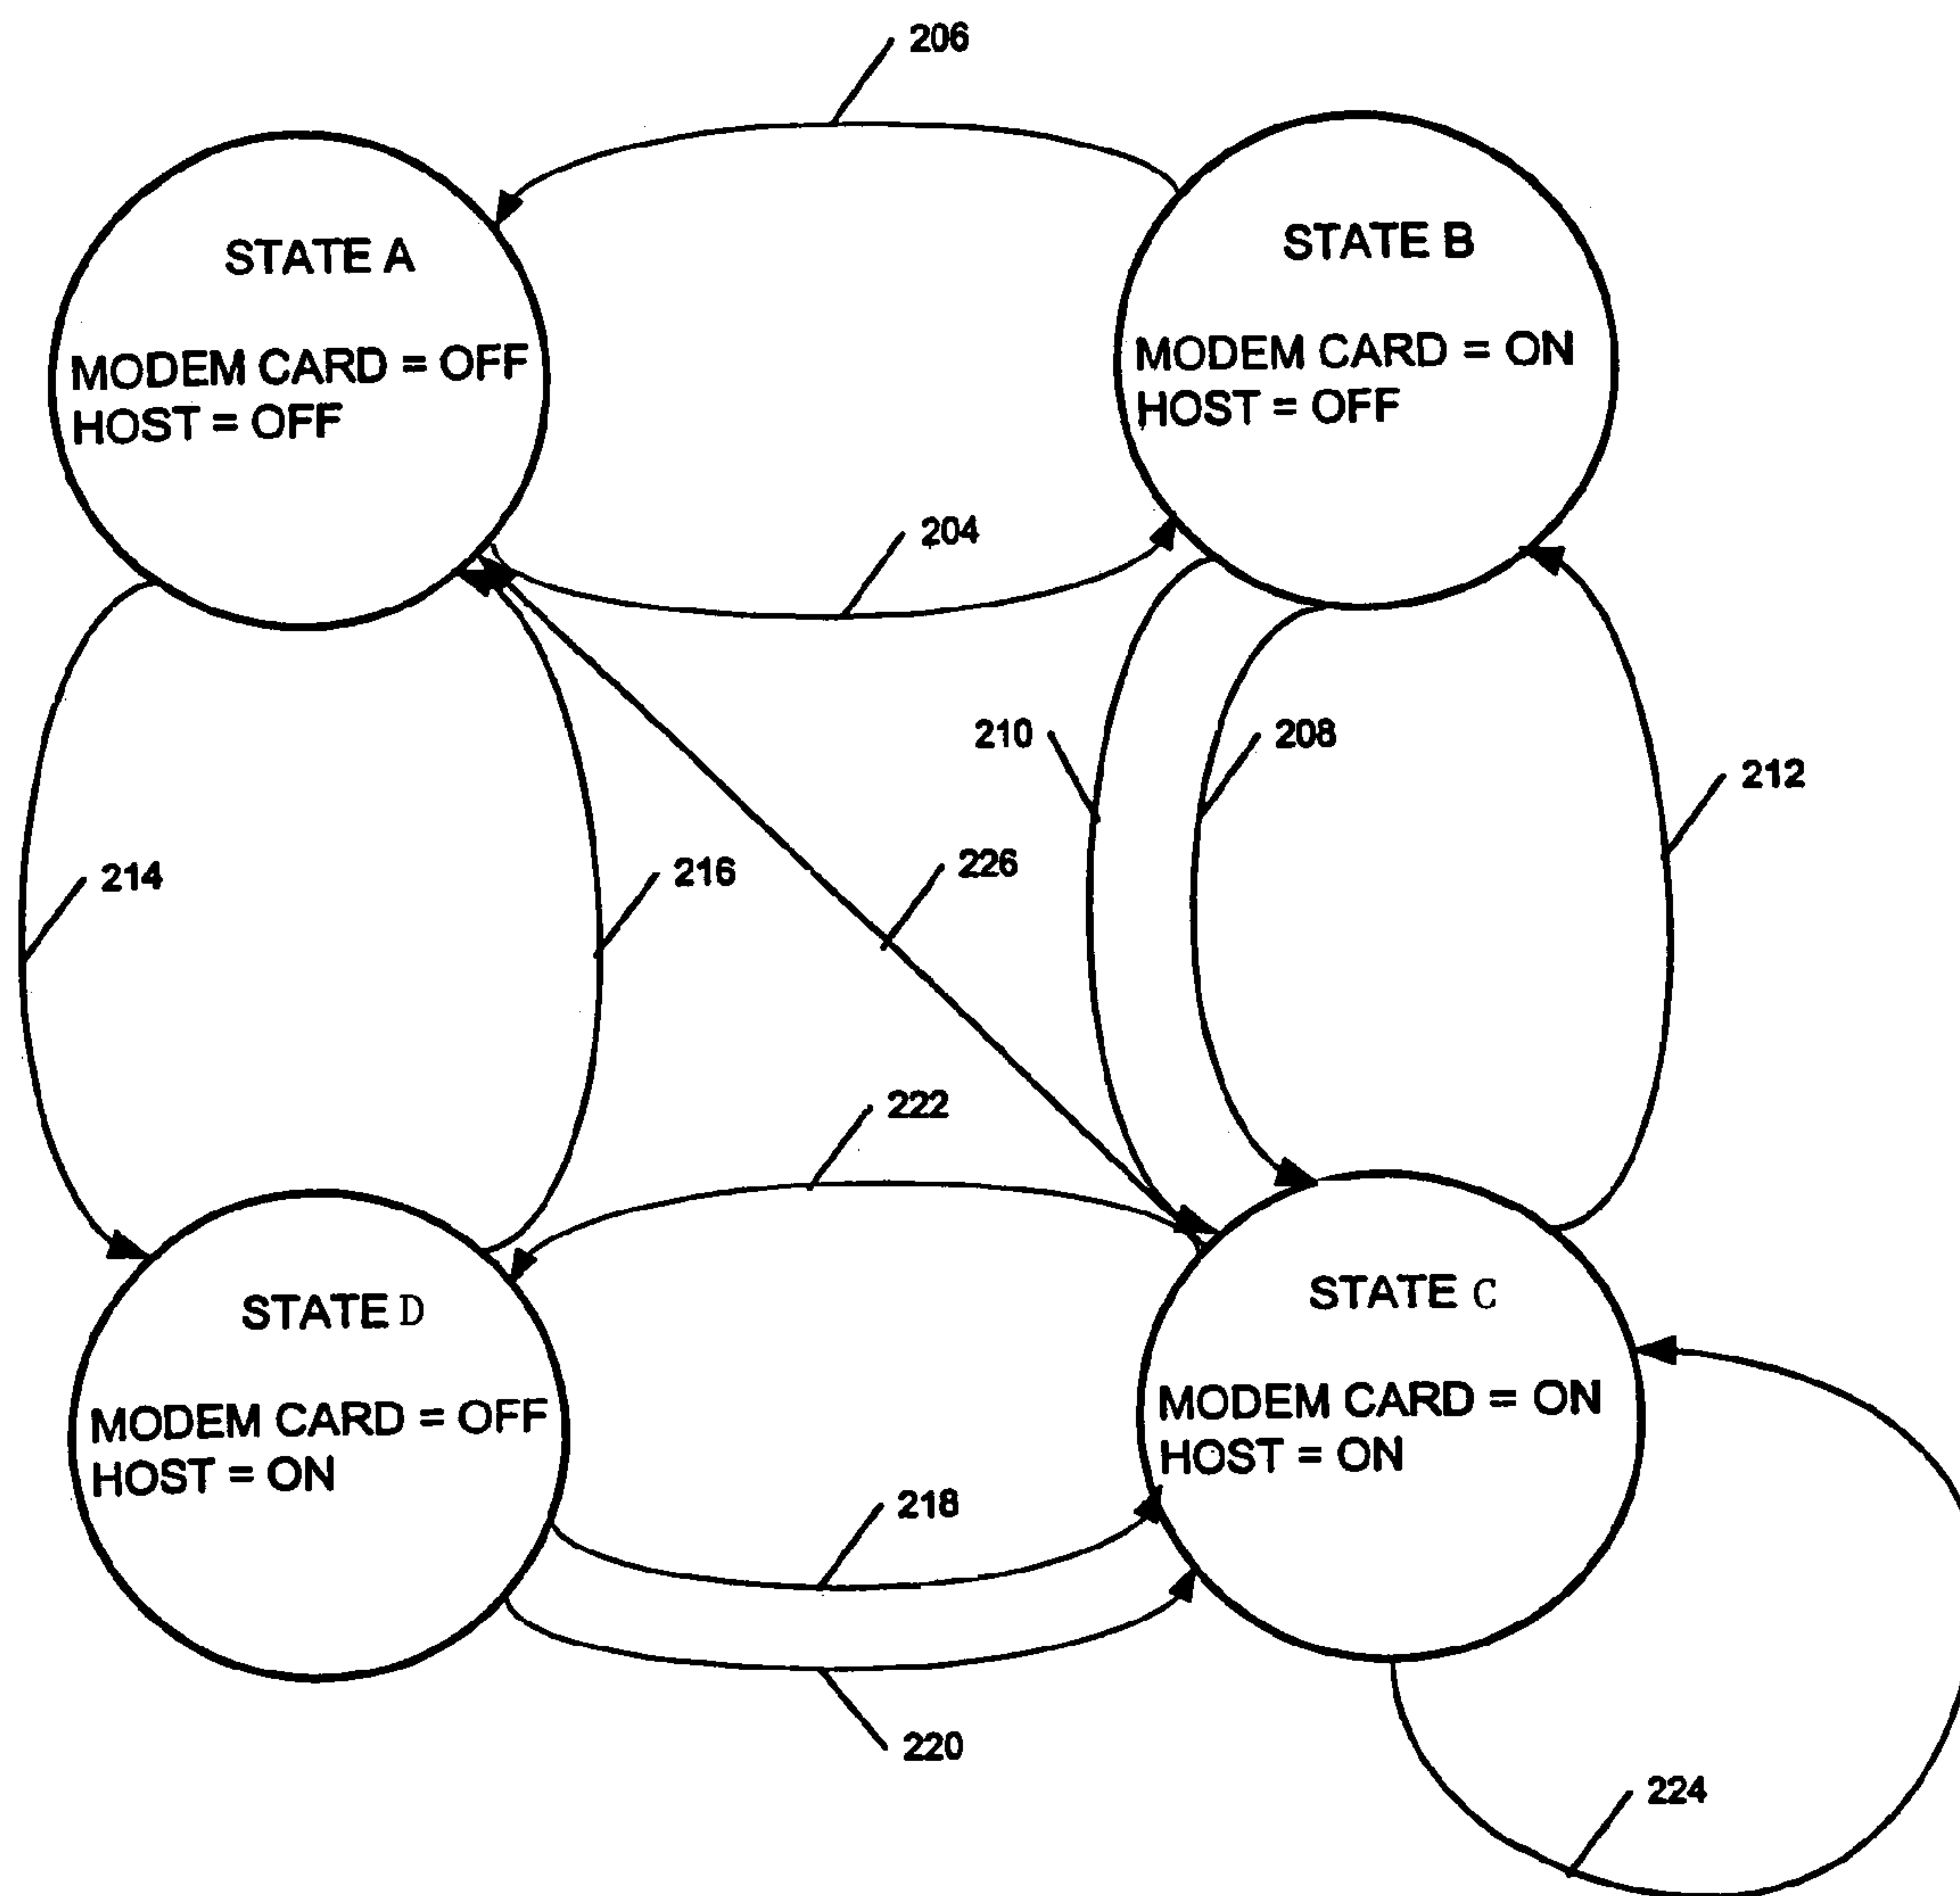 206
STATE A
MODEM CARD = OFF
HOST = OFF
STATE B
MODEM CARD = ON
HOST = OFF
204
210
208
212
214
216
226
222
STATE D
MODEM CARD = OFF
HOST = ON
STATE C
MODEM CARD = ON
HOST = ON
218
220
224